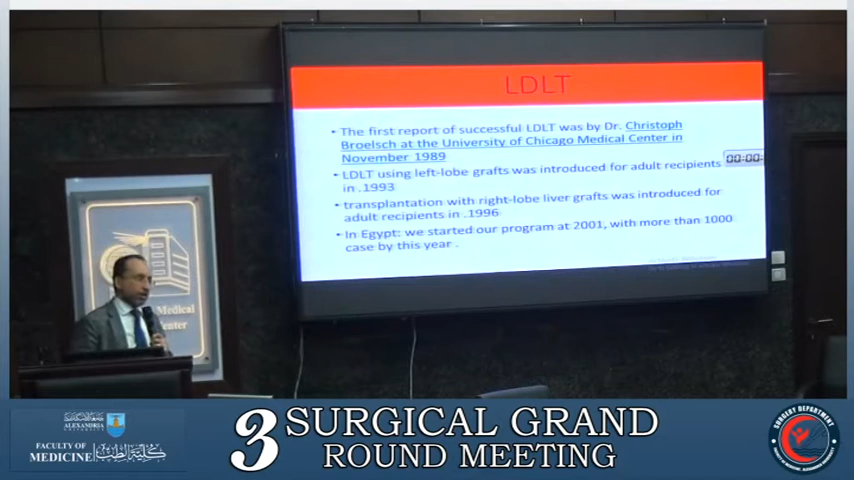 LDLT
• The first report of successful LDLT was by Dr. Christoph
Broelsch at the University of Chicago Medical Center in
November 1989
• LDLT using left-lobe grafts was introduced for adult recipients
in .1993
• transplantation with right-lobe liver grafts was introduced for
adult recipients in .1996
• In Egypt: we started our program at 2001, with more than 1000
case by this year .
00:00:
Medical
Center
ALEXANDRIA
FACULTY OF
MEDICINE
كلية الطب
3 SURGICAL GRAND
ROUND MEETING
SURGERY DEPARTMENT